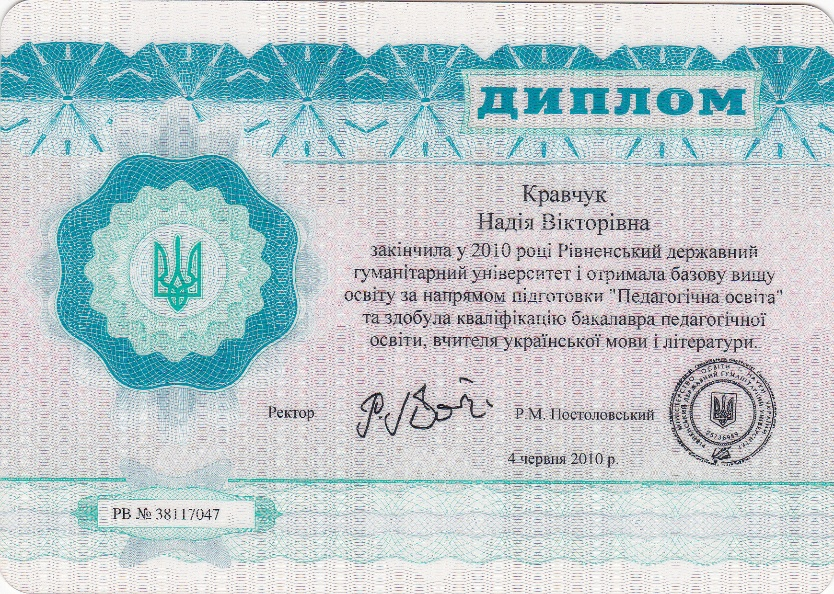 ДИПЛОМ
Кравчук
Надія Вікторівна
закінчила у 2010 році Рівненський державний
гуманітарний університет і отримала базову вищу
освіту за напрямом підготовки "Педагогічна освіта"
та здобула кваліфікацію бакалавра педагогічної
освіти, вчителя української мови і літератури.
Ректор Р.М. Постоловський
4 червня 2010 р.
РВ № 38117047